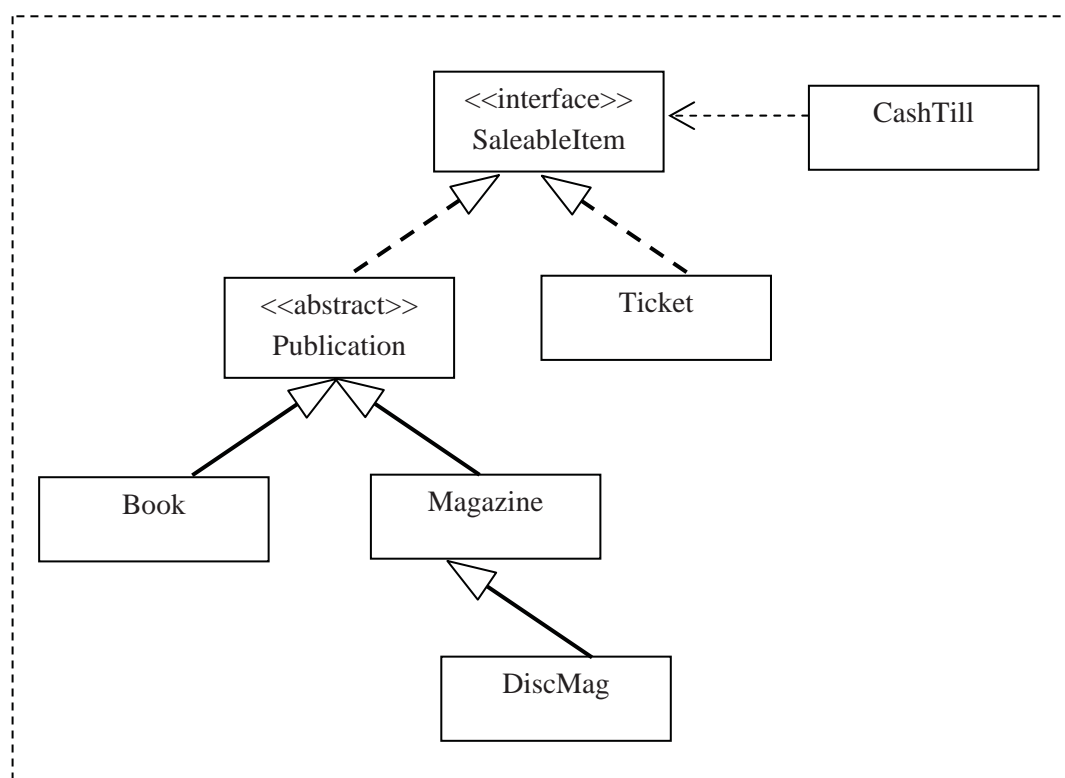 <<interface>>
SaleableItem
CashTill
<<abstract>>
Publication
Ticket
Book
Magazine
DiscMag